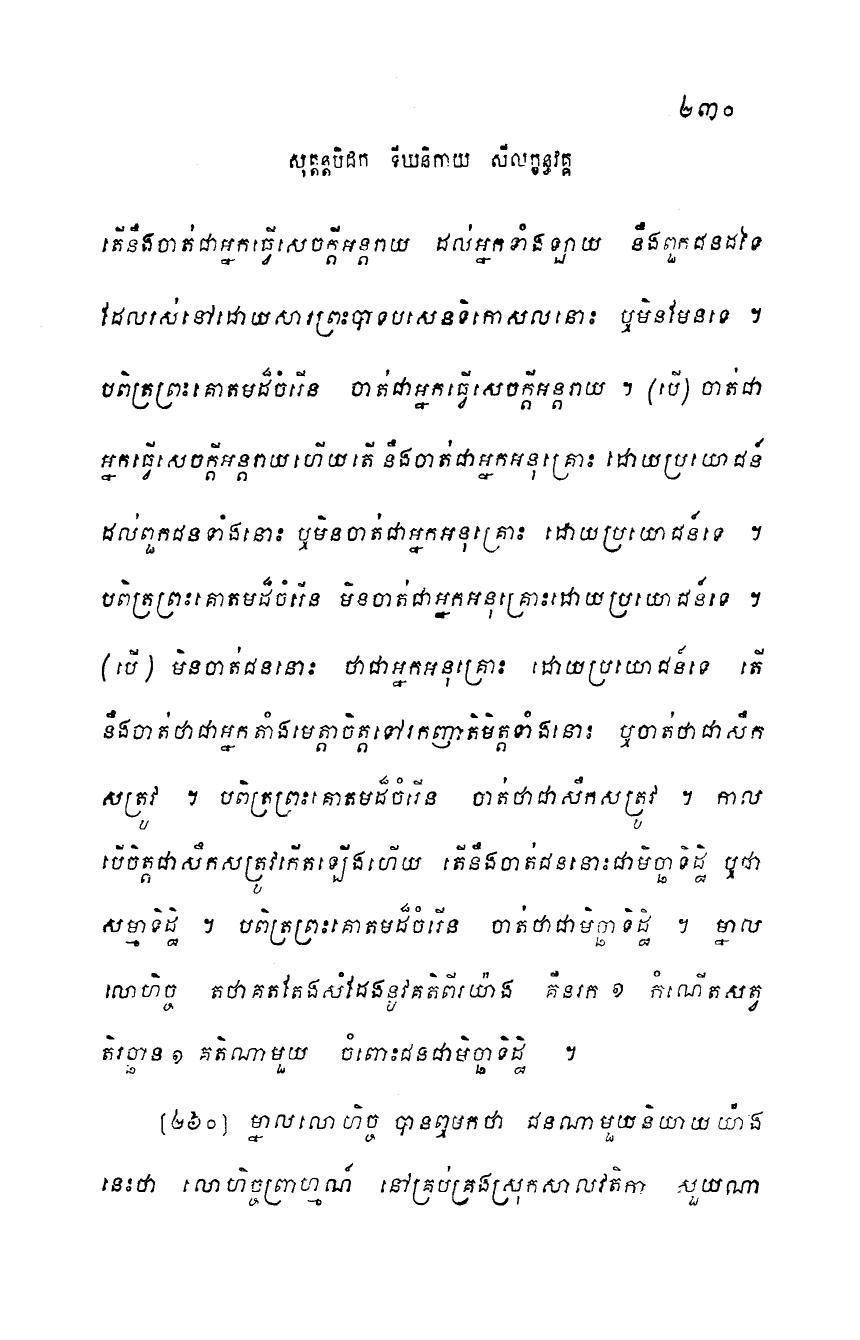 ២៣០
សុត្តន្តបិដក ទីឃនិកាយ សីលក្ខន្ធវគ្គ
តើនឹងចាត់ជាអ្នកធ្វើសេចក្តីអន្តរាយ ដល់អ្នកទាំងឡាយ នឹងពួកជនដទៃ
ដែលរស់នៅដោយសារព្រះបាទបសេនទិកោសលនោះ ឬមិនមែនទេ ។
បពិត្រព្រះគោតមដ៏ចំរើន ចាត់ជាអ្នកធ្វើសេចក្តីអន្តរាយ ។ (បើ) ចាត់ជា
អ្នកធ្វើសេចក្តីអន្តរាយហើយតើ នឹងចាត់ជាអ្នកអនុគ្រោះ ដោយប្រយោជន៍
ដល់ពួកជនទាំងនោះ ឬមិនចាត់ជាអ្នកអនុគ្រោះ ដោយប្រយោជន៍ទេ ។
បពិត្រព្រះគោតមដ៏ចំរើន មិនចាត់ជាអ្នកអនុគ្រោះដោយប្រយោជន៍ទេ ។
(បើ) មិនចាត់ជននោះ ថាជាអ្នកអនុគ្រោះ ដោយប្រយោជន៍ទេ តើ
នឹងចាត់ថាជាអ្នកតាំងមេត្តាចិត្តទៅរកញាតិមិត្តទាំងនោះ ឬចាត់ថាជាសឹក
សត្រូវ ។ បពិត្រព្រះគោតមដ៏ចំរើន ចាត់ថាជាសឹកសត្រូវ ។ កាល
បើចិត្តជាសឹកសត្រូវកើតឡើងហើយ តើនឹងចាត់ជននោះជាមិច្ឆាទិដ្ឋិ ឬជា
សម្មាទិដ្ឋិ ។ បពិត្រព្រះគោតមដ៏ចំរើន ចាត់ថាជាមិច្ឆាទិដ្ឋិ ។ ម្នាល
លោហិច្ច តថាគតតែងសំដែងនូវគតិពីរយ៉ាង គឺនរក ១ កំណើតសត្វ
តិរច្ឆាន ១ គតិណាមួយ ចំពោះជនជាមិច្ឆាទិដ្ឋិ ។
(២៦០) ម្នាលលោហិច្ច បានឮមកថា ជនណាមួយនិយាយយ៉ាង
នេះថា លោហិច្ចព្រាហ្មណ៍ នៅគ្រប់គ្រងស្រុកសាលវតិកា សួយណា